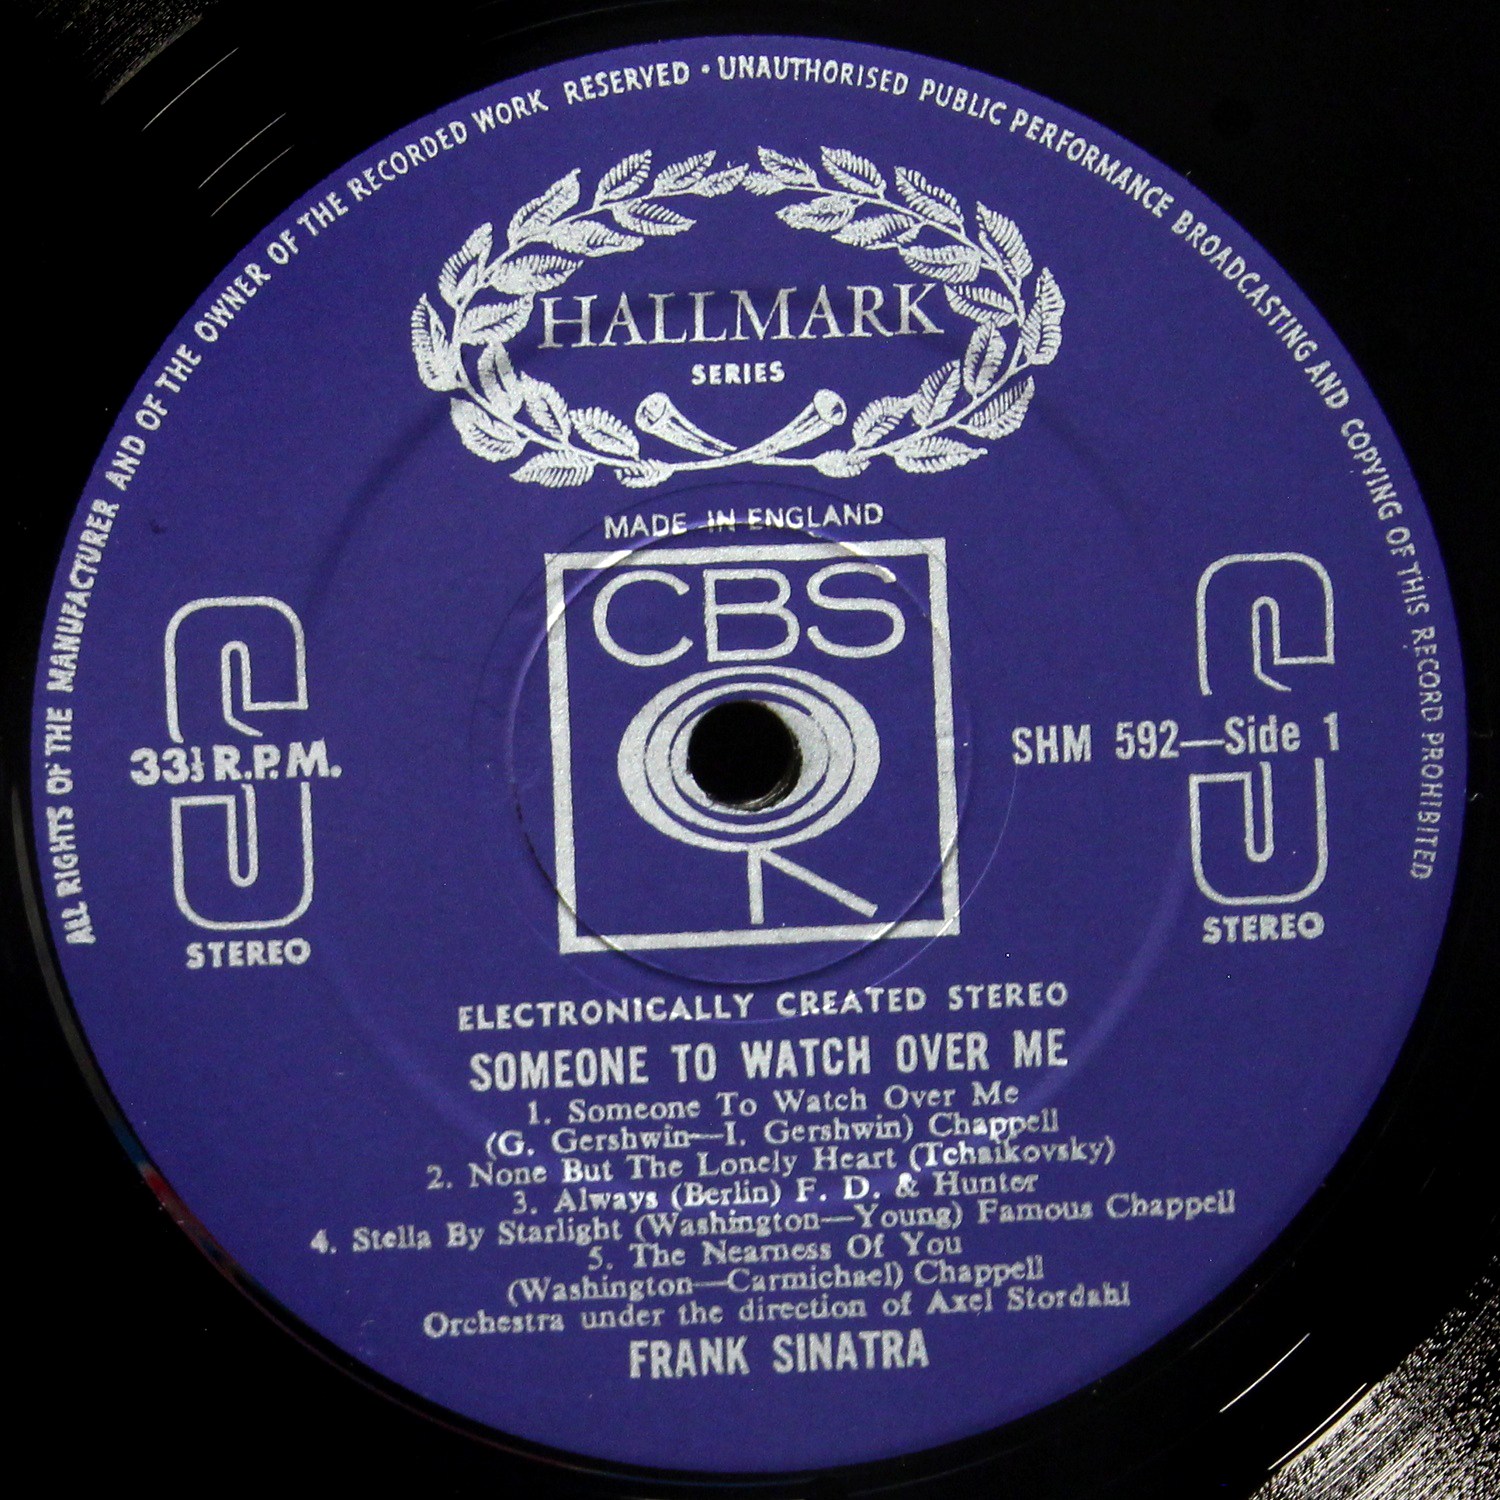 ALL RIGHTS OF THE MANUFACTURER AND OF THE OWNER OF THE RECORDED WORK RESERVED · UNAUTHORISED PUBLIC PERFORMANCE BROADCASTING AND COPYING OF THIS RECORD PROHIBITED
HALLMARK
SERIES
MADE IN ENGLAND
CBS
33⅓ R.P.M.
STEREO
SHM 592—Side 1
STEREO
ELECTRONICALLY CREATED STEREO
SOMEONE TO WATCH OVER ME
1. Someone To Watch Over Me
(G. Gershwin—I. Gershwin) Chappell
2. None But The Lonely Heart (Tchaikovsky)
3. Always (Berlin) F. D. & Hunter
4. Stella By Starlight (Washington—Young) Famous Chappell
5. The Nearness Of You
(Washington—Carmichael) Chappell
Orchestra under the direction of Axel Stordahl
FRANK SINATRA